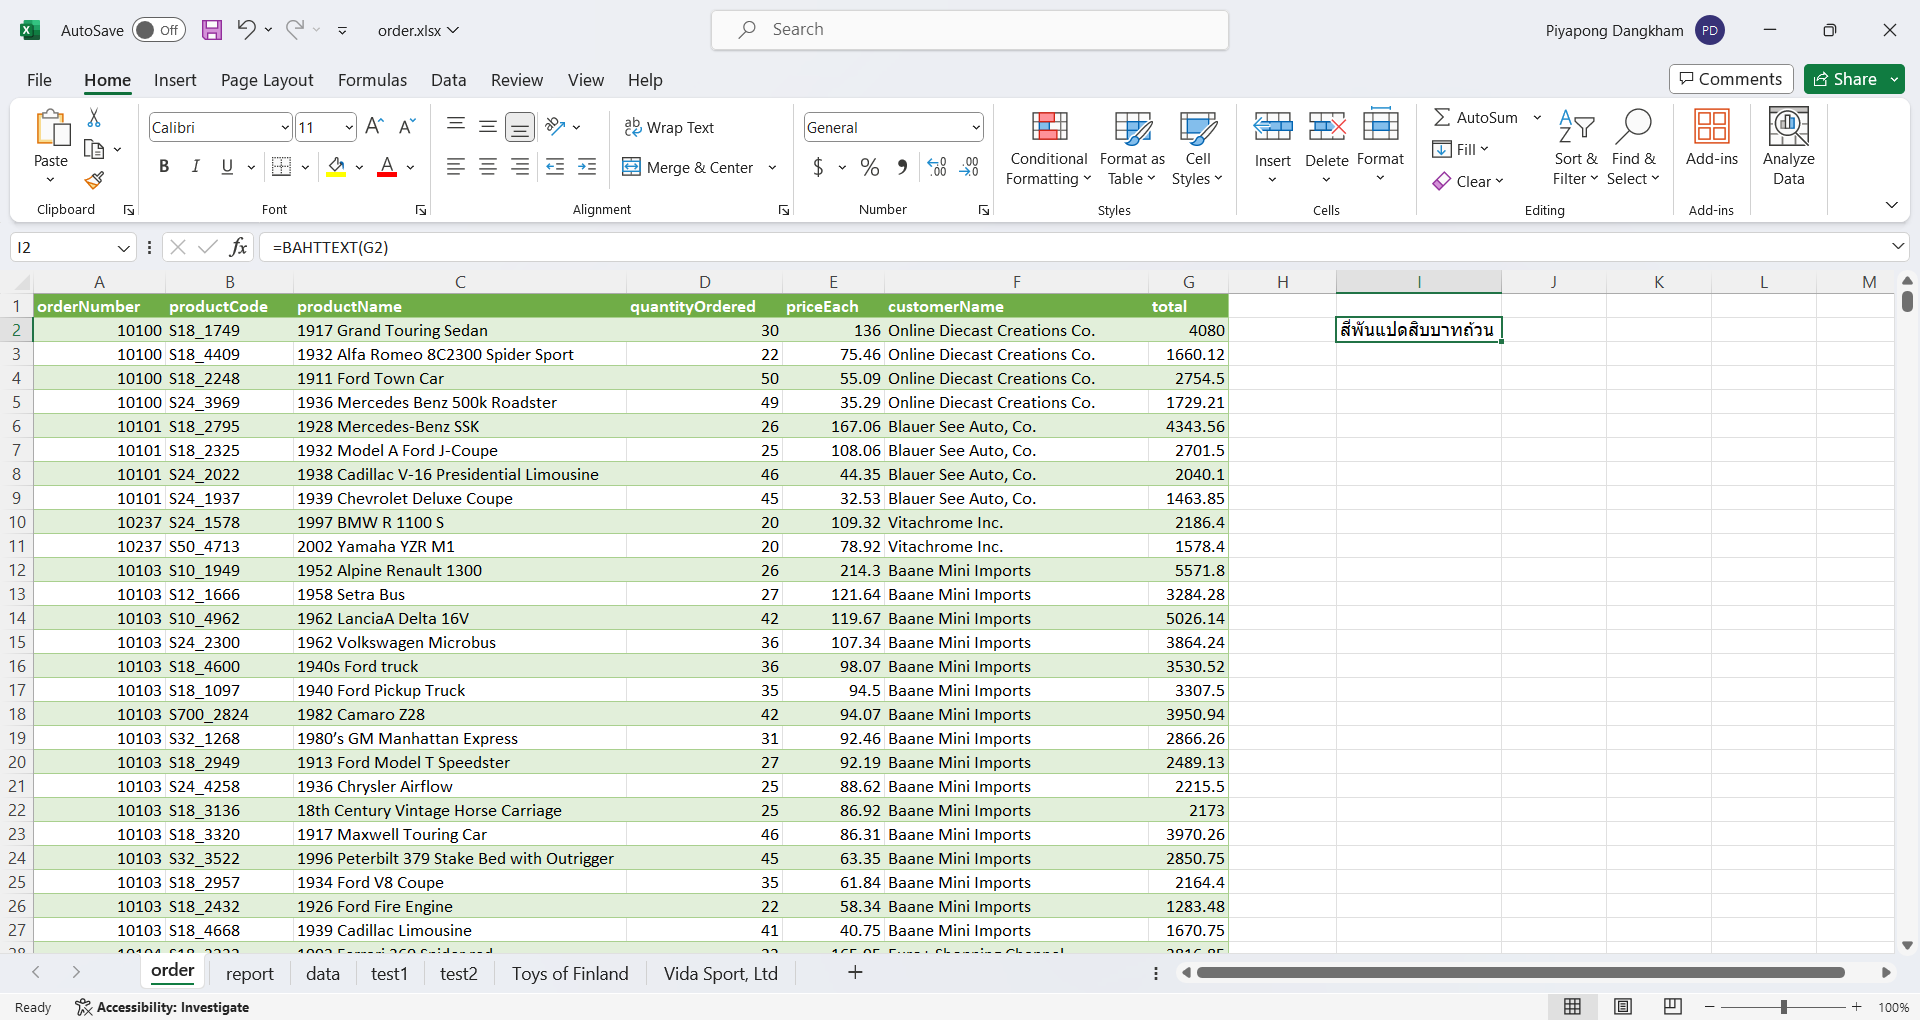 AutoSave Off order.xlsx Search Piyapong Dangkham PD
File Home Insert Page Layout Formulas Data Review View Help Comments Share
Paste Calibri 11 Wrap Text General Conditional Formatting Format as Table Cell Styles Insert Delete Format AutoSum Fill Clear Sort & Filter Find & Select Add-ins Analyze Data
B I U Merge & Center $ %
Clipboard Font Alignment Number Styles Cells Editing Add-ins
I2 fx =BAHTTEXT(G2)
A B C D E F G H I J K L M
1 orderNumber productCode productName quantityOrdered priceEach customerName total
2 10100 S18_1749 1917 Grand Touring Sedan 30 136 Online Diecast Creations Co. 4080 สี่พันแปดสิบบาทถ้วน
3 10100 S18_4409 1932 Alfa Romeo 8C2300 Spider Sport 22 75.46 Online Diecast Creations Co. 1660.12
4 10100 S18_2248 1911 Ford Town Car 50 55.09 Online Diecast Creations Co. 2754.5
5 10100 S24_3969 1936 Mercedes Benz 500k Roadster 49 35.29 Online Diecast Creations Co. 1729.21
6 10101 S18_2795 1928 Mercedes-Benz SSK 26 167.06 Blauer See Auto, Co. 4343.56
7 10101 S18_2325 1932 Model A Ford J-Coupe 25 108.06 Blauer See Auto, Co. 2701.5
8 10101 S24_2022 1938 Cadillac V-16 Presidential Limousine 46 44.35 Blauer See Auto, Co. 2040.1
9 10101 S24_1937 1939 Chevrolet Deluxe Coupe 45 32.53 Blauer See Auto, Co. 1463.85
10 10237 S24_1578 1997 BMW R 1100 S 20 109.32 Vitachrome Inc. 2186.4
11 10237 S50_4713 2002 Yamaha YZR M1 20 78.92 Vitachrome Inc. 1578.4
12 10103 S10_1949 1952 Alpine Renault 1300 26 214.3 Baane Mini Imports 5571.8
13 10103 S12_1666 1958 Setra Bus 27 121.64 Baane Mini Imports 3284.28
14 10103 S10_4962 1962 LanciaA Delta 16V 42 119.67 Baane Mini Imports 5026.14
15 10103 S24_2300 1962 Volkswagen Microbus 36 107.34 Baane Mini Imports 3864.24
16 10103 S18_4600 1940s Ford truck 36 98.07 Baane Mini Imports 3530.52
17 10103 S18_1097 1940 Ford Pickup Truck 35 94.5 Baane Mini Imports 3307.5
18 10103 S700_2824 1982 Camaro Z28 42 94.07 Baane Mini Imports 3950.94
19 10103 S32_1268 1980’s GM Manhattan Express 31 92.46 Baane Mini Imports 2866.26
20 10103 S18_2949 1913 Ford Model T Speedster 27 92.19 Baane Mini Imports 2489.13
21 10103 S24_4258 1936 Chrysler Airflow 25 88.62 Baane Mini Imports 2215.5
22 10103 S18_3136 18th Century Vintage Horse Carriage 25 86.92 Baane Mini Imports 2173
23 10103 S18_3320 1917 Maxwell Touring Car 46 86.31 Baane Mini Imports 3970.26
24 10103 S32_3522 1996 Peterbilt 379 Stake Bed with Outrigger 45 63.35 Baane Mini Imports 2850.75
25 10103 S18_2957 1934 Ford V8 Coupe 35 61.84 Baane Mini Imports 2164.4
26 10103 S18_2432 1926 Ford Fire Engine 22 58.34 Baane Mini Imports 1283.48
27 10103 S18_4668 1939 Cadillac Limousine 41 40.75 Baane Mini Imports 1670.75
order report data test1 test2 Toys of Finland Vida Sport, Ltd
Ready Accessibility: Investigate 100%